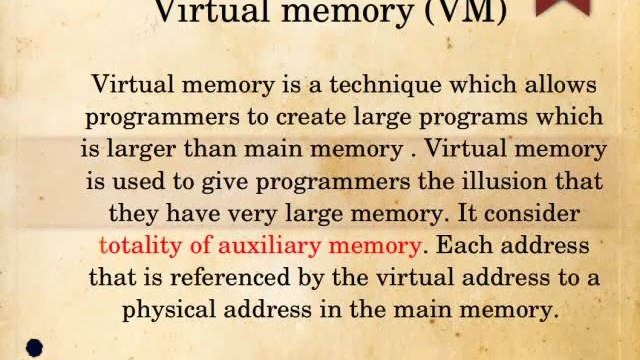 Virtual memory (VM)
Virtual memory is a technique which allows
programmers to create large programs which
is larger than main memory . Virtual memory
is used to give programmers the illusion that
they have very large memory. It consider
totality of auxiliary memory. Each address
that is referenced by the virtual address to a
physical address in the main memory.